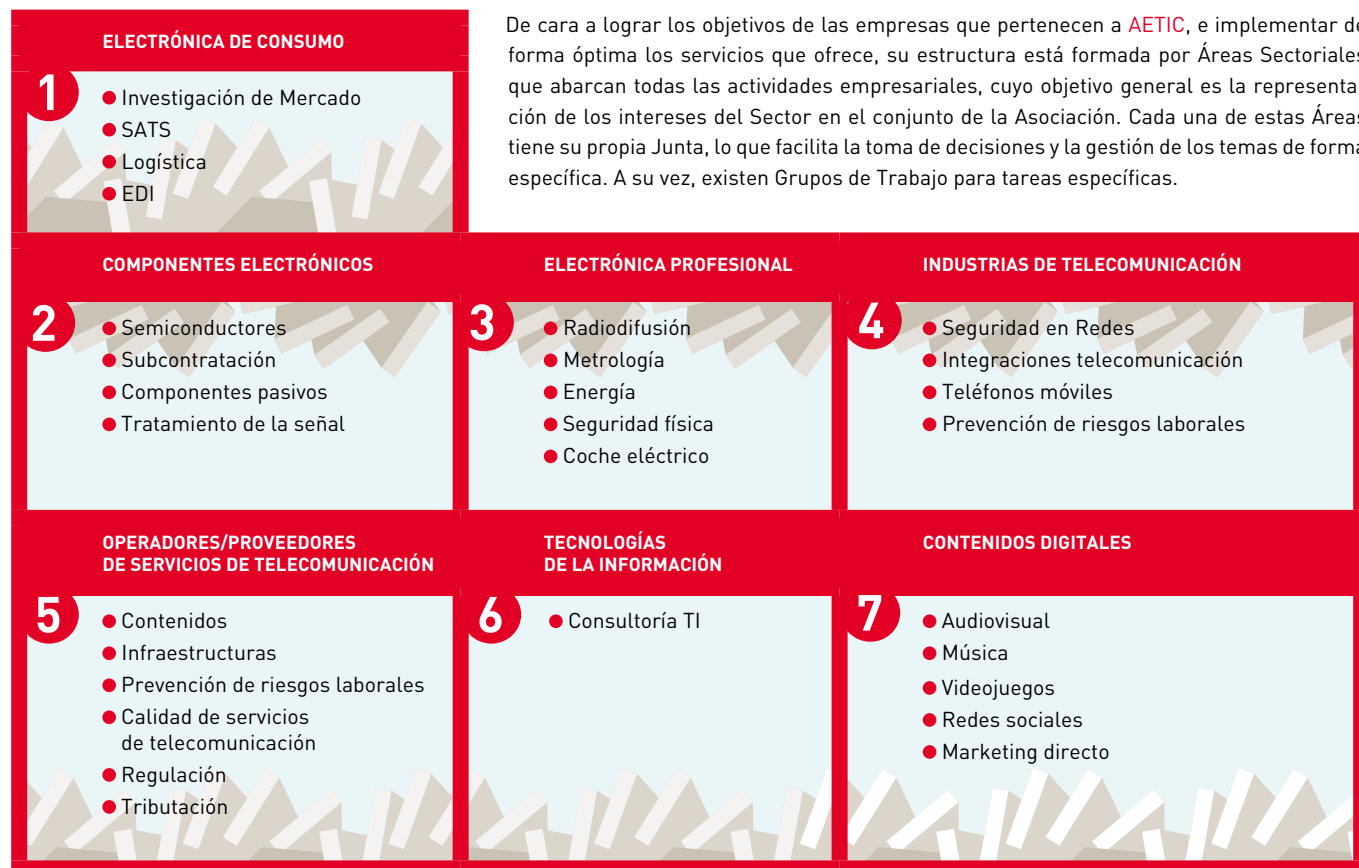 ELECTRÓNICA DE CONSUMO
1
Investigación de Mercado
SATS
Logística
EDI
De cara a lograr los objetivos de las empresas que pertenecen a AETIC, e implementar de
forma óptima los servicios que ofrece, su estructura está formada por Áreas Sectoriales
que abarcan todas las actividades empresariales, cuyo objetivo general es la representa-
ción de los intereses del Sector en el conjunto de la Asociación. Cada una de estas Áreas
tiene su propia Junta, lo que facilita la toma de decisiones y la gestión de los temas de forma
específica. A su vez, existen Grupos de Trabajo para tareas específicas.
COMPONENTES ELECTRÓNICOS
2
Semiconductores
Subcontratación
Componentes pasivos
Tratamiento de la señal
ELECTRÓNICA PROFESIONAL
3
Radiodifusión
Metrología
Energía
Seguridad física
Coche eléctrico
INDUSTRIAS DE TELECOMUNICACIÓN
4
Seguridad en Redes
Integraciones telecomunicación
Teléfonos móviles
Prevención de riesgos laborales
OPERADORES/PROVEEDORES
DE SERVICIOS DE TELECOMUNICACIÓN
5
Contenidos
Infraestructuras
Prevención de riesgos laborales
Calidad de servicios
de telecomunicación
Regulación
Tributación
TECNOLOGÍAS
DE LA INFORMACIÓN
6
Consultoría TI
CONTENIDOS DIGITALES
7
Audiovisual
Música
Videojuegos
Redes sociales
Marketing directo